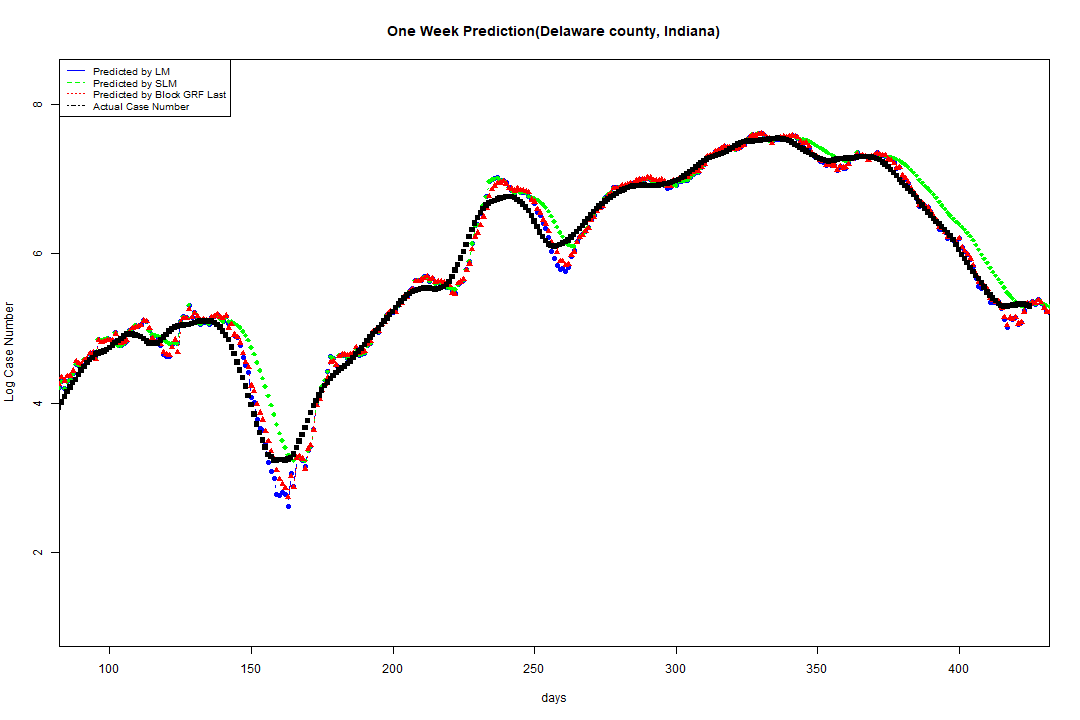 One Week Prediction(Delaware county, Indiana)
Predicted by LM
Predicted by SLM
Predicted by Block GRF Last
Actual Case Number
8
6
4
2
Log Case Number
100 150 200 250 300 350 400
days